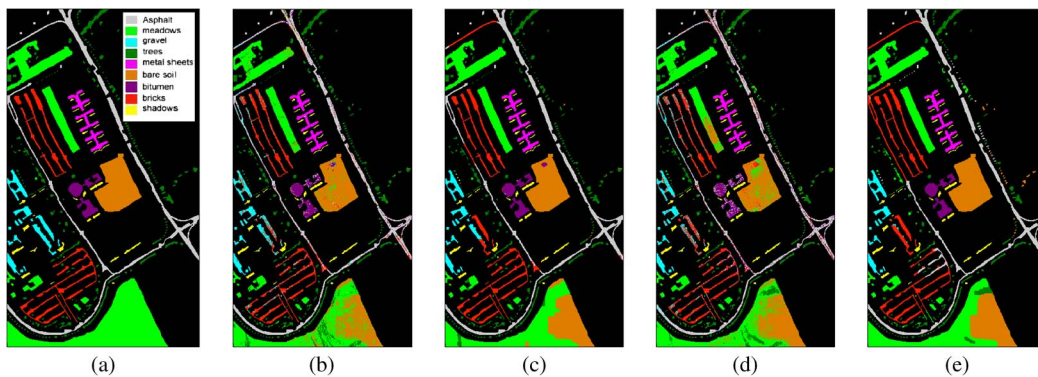 Asphalt
meadows
gravel
trees
metal sheets
bare soil
bitumen
bricks
shadows
(a) (b) (c) (d) (e)